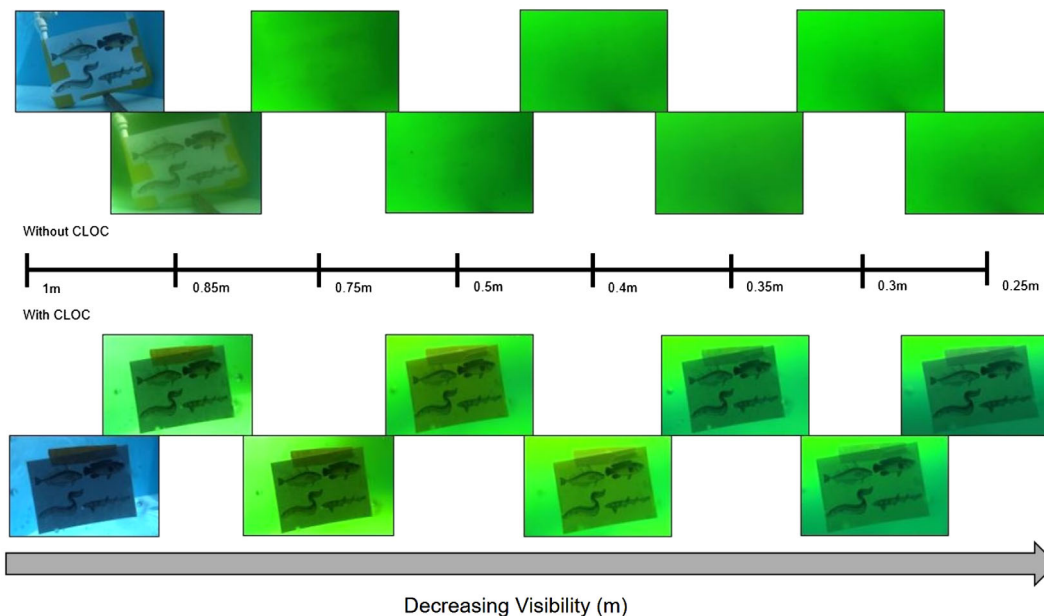 Without CLOC
1m
0.85m
0.75m
0.5m
0.4m
0.35m
0.3m
0.25m
With CLOC
Decreasing Visibility (m)